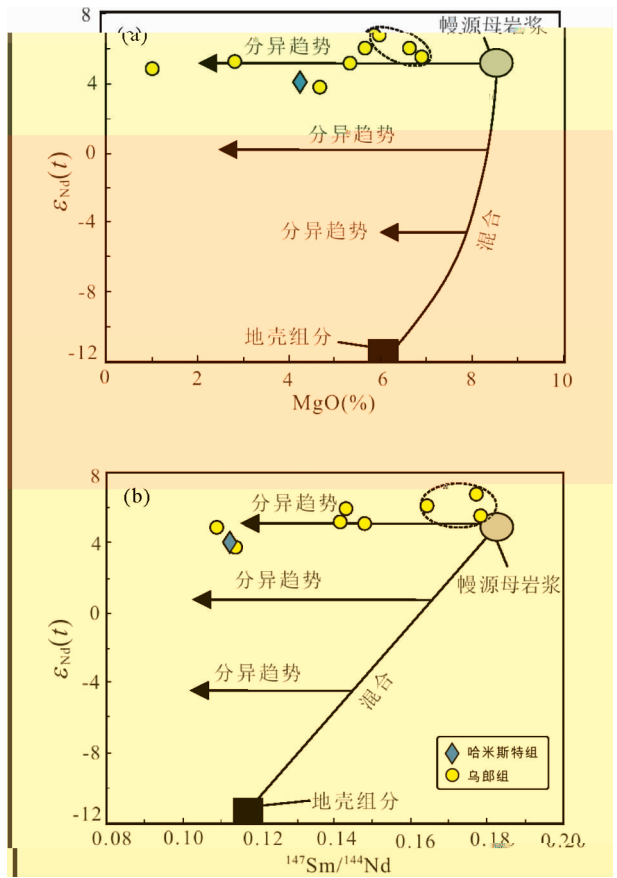 (a)
幔源母岩浆
8
分异趋势
4
分异趋势
0
εNd(t)
分异趋势
混合
-4
-8
地壳组分
-12
0
2
4
6
8
10
MgO(%)
(b)
8
分异趋势
4
幔源母岩浆
分异趋势
0
εNd(t)
分异趋势
混合
-4
-8
哈米斯特组
乌郎组
地壳组分
-12
0.08
0.10
0.12
0.14
0.16
0.18
0.20
¹⁴⁷Sm/¹⁴⁴Nd